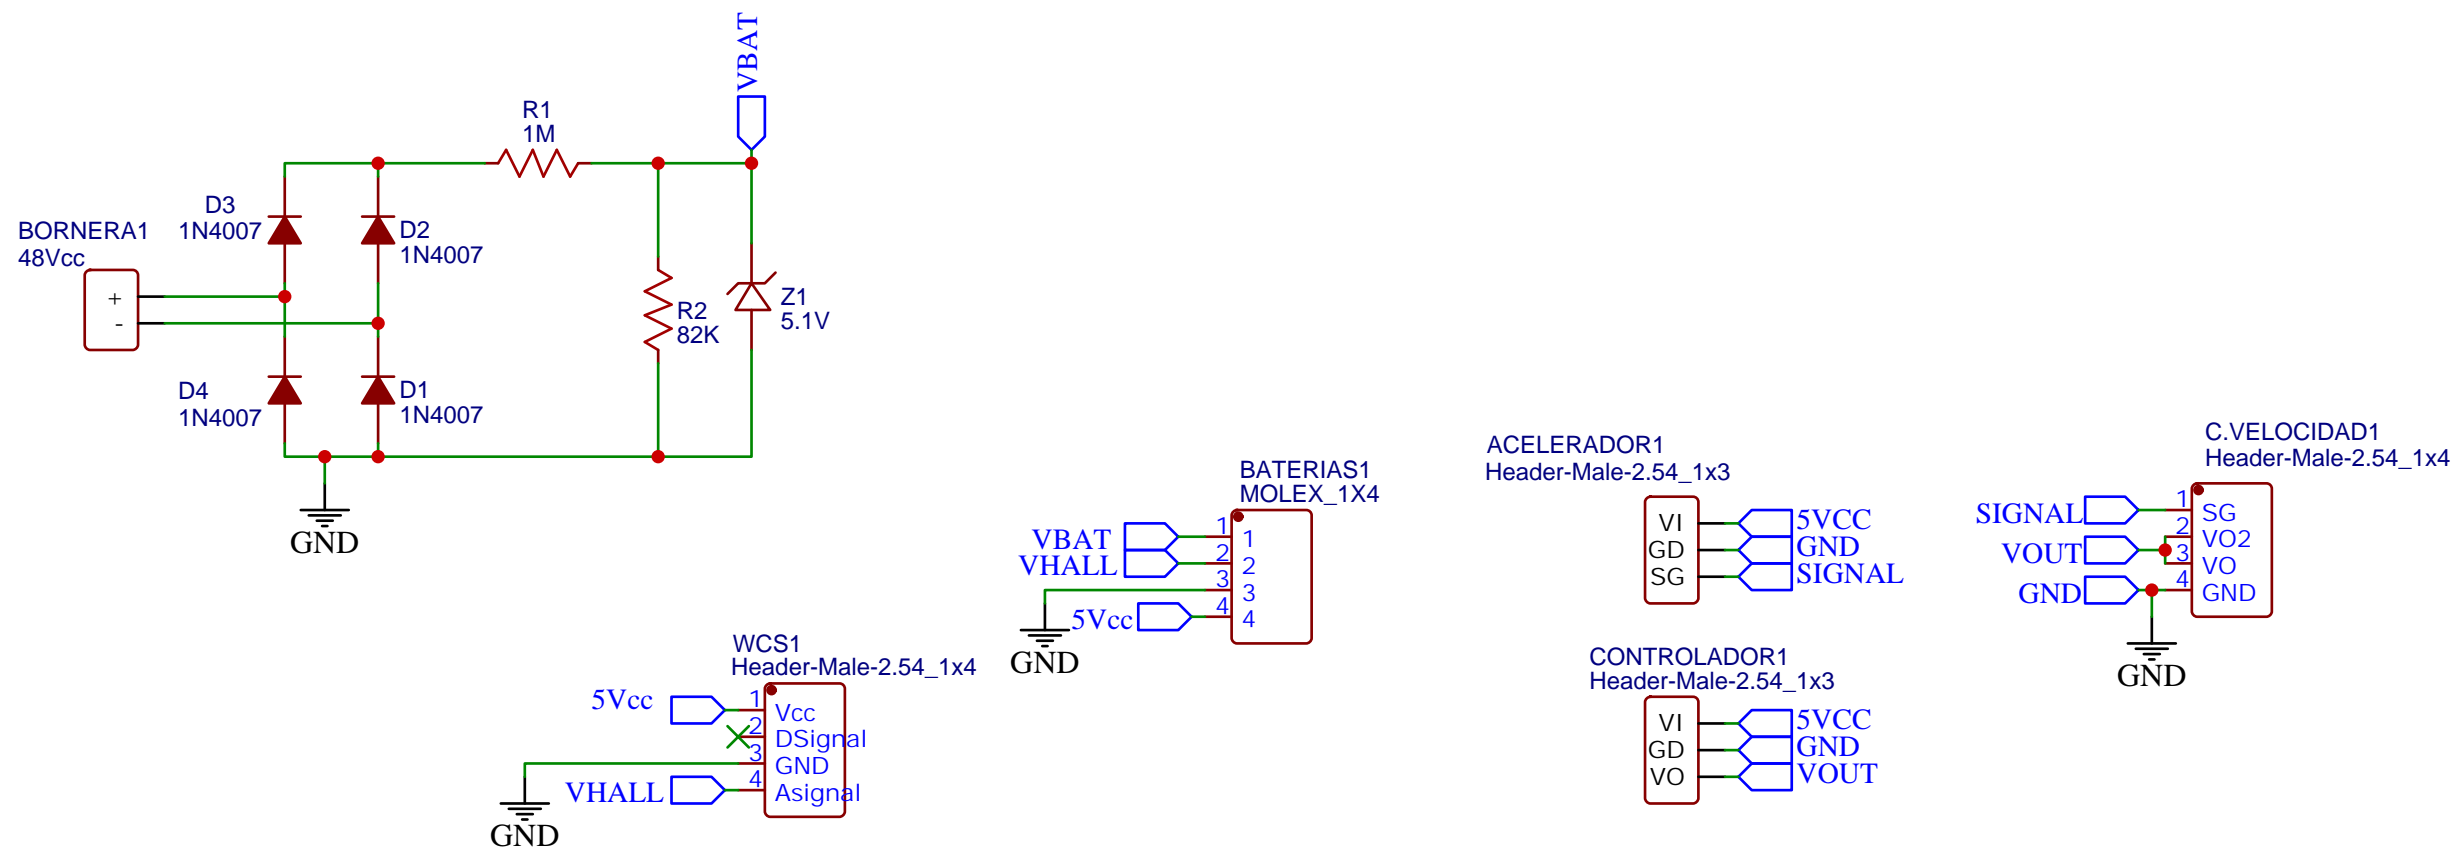 VBAT
R1
1M
D3
1N4007
D2
1N4007
BORNERA1
48Vcc
+
-
R2
82K
Z1
5.1V
D4
1N4007
D1
1N4007
GND
BATERIAS1
MOLEX_1X4
VBAT 1 1
VHALL 2 2
3 3
5Vcc 4 4
GND
WCS1
Header-Male-2.54_1x4
5Vcc 1 Vcc
2 DSignal
3 GND
VHALL 4 Asignal
GND
ACELERADOR1
Header-Male-2.54_1x3
VI 5VCC
GD GND
SG SIGNAL
CONTROLADOR1
Header-Male-2.54_1x3
VI 5VCC
GD GND
VO VOUT
C.VELOCIDAD1
Header-Male-2.54_1x4
SIGNAL 1 SG
2 VO2
VOUT 3 VO
GND 4 GND
GND